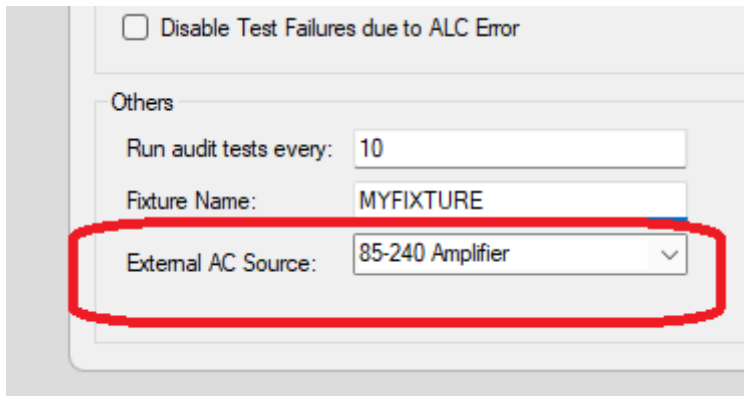 Disable Test Failures due to ALC Error
Others
Run audit tests every: 10
Fixture Name: MYFIXTURE
External AC Source: 85-240 Amplifier